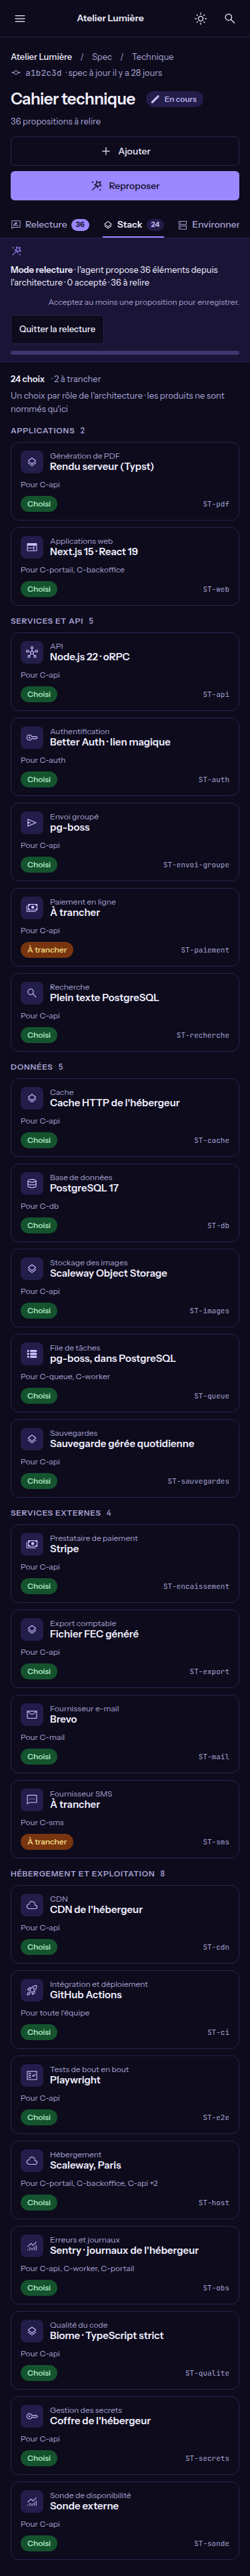 Atelier Lumière
Atelier Lumière / Spec / Technique
a1b2c3d · spec à jour il y a 28 jours
Cahier technique
En cours
36 propositions à relire
Ajouter
Reproposer
Relecture 36
Stack 24
Environner
Mode relecture · l'agent propose 36 éléments depuis
l'architecture · 0 accepté · 36 à relire
Acceptez au moins une proposition pour enregistrer.
Quitter la relecture
24 choix · 2 à trancher
Un choix par rôle de l'architecture · les produits ne sont
nommés qu'ici
APPLICATIONS 2
Génération de PDF
Rendu serveur (Typst)
Pour C-api
Choisi ST-pdf
Applications web
Next.js 15 · React 19
Pour C-portail, C-backoffice
Choisi ST-web
SERVICES ET API 5
API
Node.js 22 · oRPC
Pour C-api
Choisi ST-api
Authentification
Better Auth · lien magique
Pour C-auth
Choisi ST-auth
Envoi groupé
pg-boss
Pour C-api
Choisi ST-envoi-groupe
Paiement en ligne
À trancher
Pour C-api
À trancher ST-paiement
Recherche
Plein texte PostgreSQL
Pour C-api
Choisi ST-recherche
DONNÉES 5
Cache
Cache HTTP de l'hébergeur
Pour C-api
Choisi ST-cache
Base de données
PostgreSQL 17
Pour C-db
Choisi ST-db
Stockage des images
Scaleway Object Storage
Pour C-api
Choisi ST-images
File de tâches
pg-boss, dans PostgreSQL
Pour C-queue, C-worker
Choisi ST-queue
Sauvegardes
Sauvegarde gérée quotidienne
Pour C-api
Choisi ST-sauvegardes
SERVICES EXTERNES 4
Prestataire de paiement
Stripe
Pour C-api
Choisi ST-encaissement
Export comptable
Fichier FEC généré
Pour C-api
Choisi ST-export
Fournisseur e-mail
Brevo
Pour C-mail
Choisi ST-mail
Fournisseur SMS
À trancher
Pour C-sms
À trancher ST-sms
HÉBERGEMENT ET EXPLOITATION 8
CDN
CDN de l'hébergeur
Pour C-api
Choisi ST-cdn
Intégration et déploiement
GitHub Actions
Pour toute l'équipe
Choisi ST-ci
Tests de bout en bout
Playwright
Pour C-api
Choisi ST-e2e
Hébergement
Scaleway, Paris
Pour C-portail, C-backoffice, C-api +2
Choisi ST-host
Erreurs et journaux
Sentry · journaux de l'hébergeur
Pour C-api, C-worker, C-portail
Choisi ST-obs
Qualité du code
Biome · TypeScript strict
Pour C-api
Choisi ST-qualite
Gestion des secrets
Coffre de l'hébergeur
Pour C-api
Choisi ST-secrets
Sonde de disponibilité
Sonde externe
Pour C-api
Choisi ST-sonde